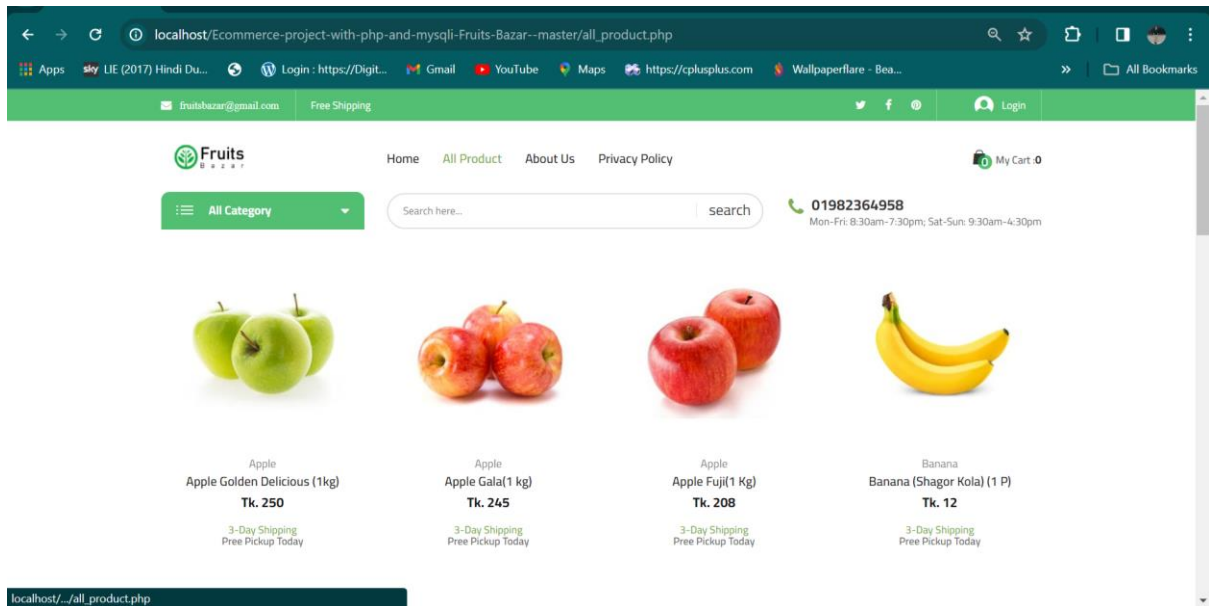 localhost/Ecommerce-project-with-php-and-mysqli-Fruits-Bazar--master/all_product.php
Apps sky LIE (2017) Hindi Du... Login : https://Digit... Gmail YouTube Maps https://cplusplus.com Wallpaperflare - Bea... » All Bookmarks
fruitsbazar@gmail.com Free Shipping Login
Fruits
Bazar
Home All Product About Us Privacy Policy
0 My Cart :0
All Category Search here... search
01982364958
Mon-Fri: 8:30am-7:30pm; Sat-Sun: 9:30am-4:30pm
Apple Apple Apple Banana
Apple Golden Delicious (1kg) Apple Gala(1 kg) Apple Fuji(1 Kg) Banana (Shagor Kola) (1 P)
Tk. 250 Tk. 245 Tk. 208 Tk. 12
3-Day Shipping 3-Day Shipping 3-Day Shipping 3-Day Shipping
Pree Pickup Today Pree Pickup Today Pree Pickup Today Pree Pickup Today
localhost/.../all_product.php